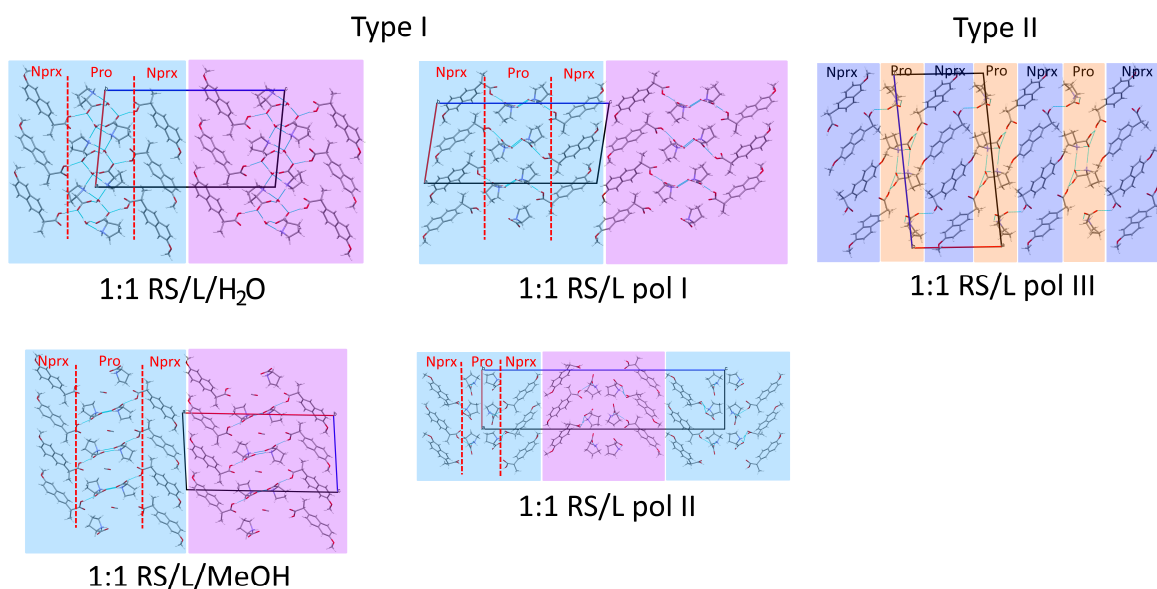 Type I
Type II
Nprx Pro Nprx
Nprx Pro Nprx
Nprx Pro Nprx Pro Nprx Pro Nprx
1:1 RS/L/H₂O
1:1 RS/L pol I
1:1 RS/L pol III
Nprx Pro Nprx
Nprx Pro Nprx
1:1 RS/L pol II
1:1 RS/L/MeOH